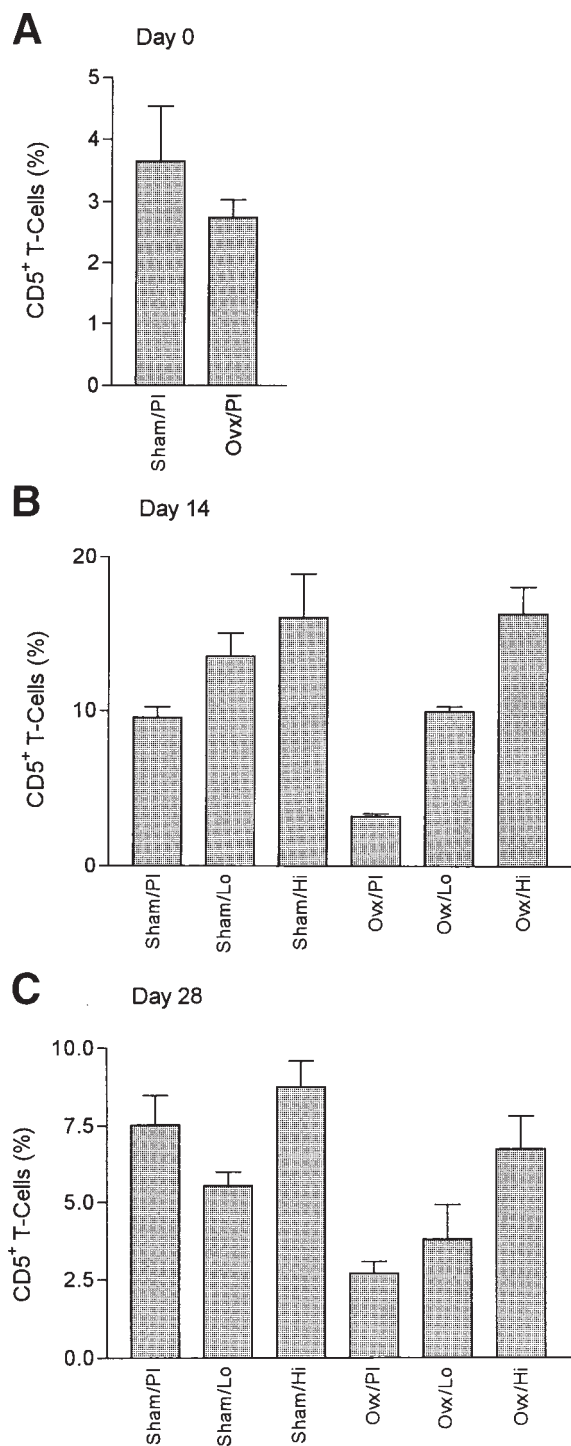 A
Day 0
CD5+ T-Cells (%)
5
4
3
2
1
0
Sham/Pl
Ovx/Pl
B
Day 14
CD5+ T-Cells (%)
20
10
0
Sham/Pl
Sham/Lo
Sham/Hi
Ovx/Pl
Ovx/Lo
Ovx/Hi
C
Day 28
CD5+ T-Cells (%)
10.0
7.5
5.0
2.5
0.0
Sham/Pl
Sham/Lo
Sham/Hi
Ovx/Pl
Ovx/Lo
Ovx/Hi